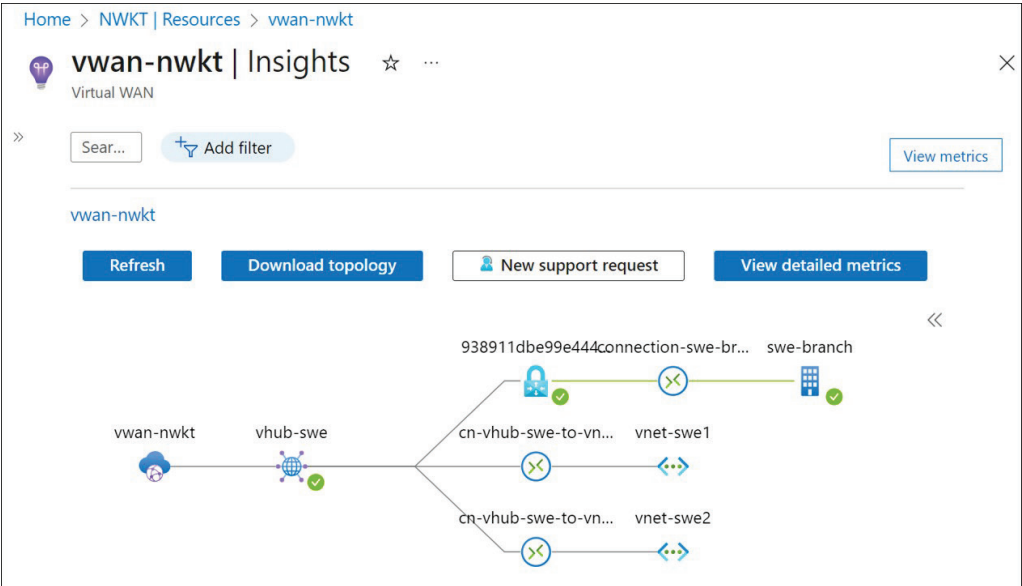 Home > NWKT | Resources > vwan-nwkt
vwan-nwkt | Insights ☆ ...
Virtual WAN
Sear... Add filter
View metrics
vwan-nwkt
Refresh Download topology New support request View detailed metrics
938911dbe99e444... connection-swe-br... swe-branch
vwan-nwkt vhub-swe cn-vhub-swe-to-vn... vnet-swe1
cn-vhub-swe-to-vn... vnet-swe2